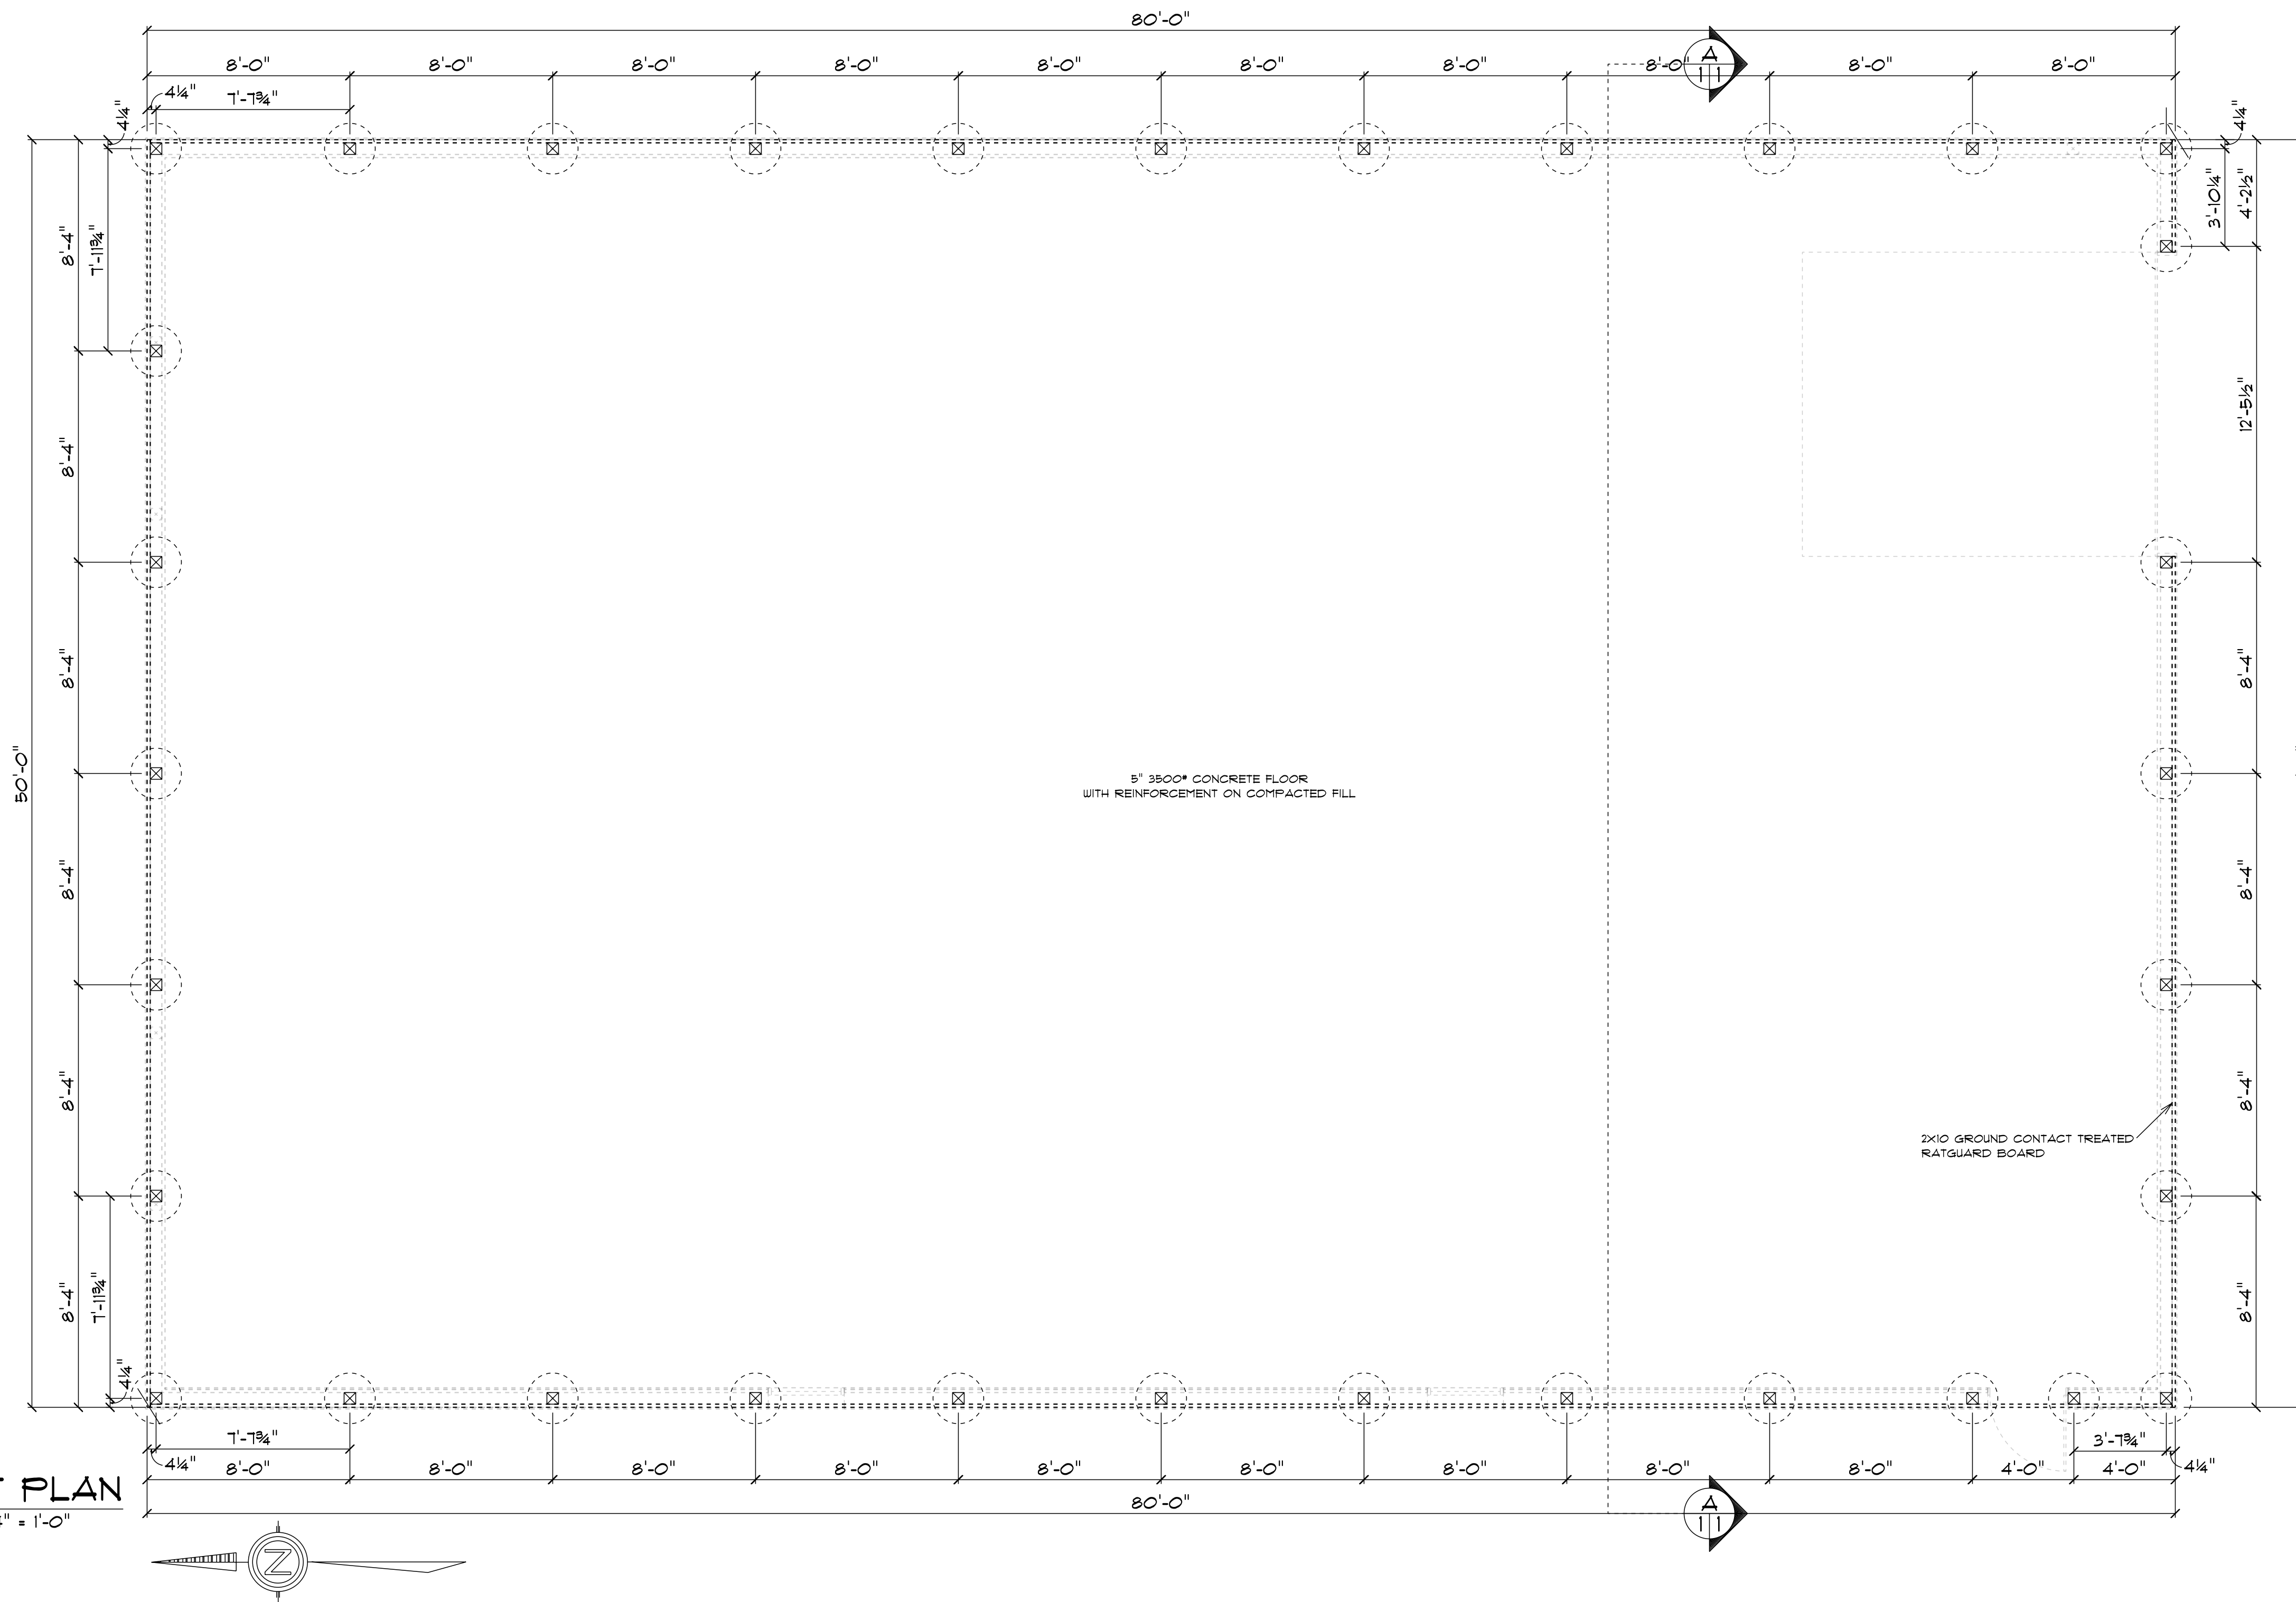 80'-0"
8'-0" 8'-0" 8'-0" 8'-0" 8'-0" 8'-0" 8'-0" 8'-0" 8'-0" 8'-0"
A
1 1
4¼" 7'-7¾"
4¼"
4¼"
8'-4"
7'-11¾"
3'-10¼"
4'-2½"
8'-4"
12'-5½"
8'-4"
8'-4"
50'-0"
5" 3500# CONCRETE FLOOR
WITH REINFORCEMENT ON COMPACTED FILL
8'-4"
8'-4"
8'-4"
8'-4"
2X10 GROUND CONTACT TREATED
RATGUARD BOARD
8'-4"
7'-11¾"
8'-4"
4¼"
7'-7¾"
3'-7¾"
4¼"
4¼"
8'-0" 8'-0" 8'-0" 8'-0" 8'-0" 8'-0" 8'-0" 8'-0" 8'-0" 4'-0" 4'-0"
80'-0"
A
1 1
PLAN
" = 1'-0"
N